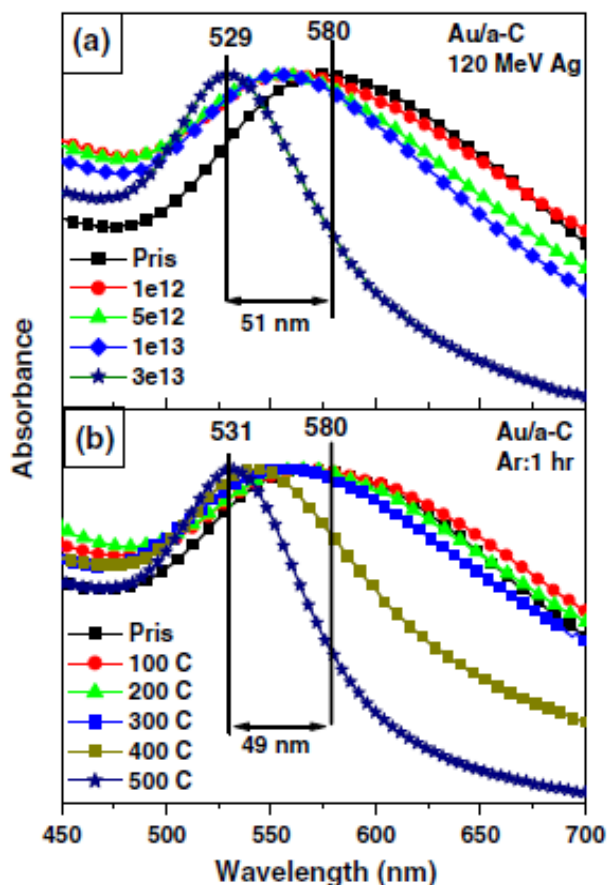 (a)
529
580
Au/a-C
120 MeV Ag
Pris
1e12
5e12
1e13
3e13
51 nm
Absorbance
(b)
531
580
Au/a-C
Ar:1 hr
Pris
100 C
200 C
300 C
400 C
500 C
49 nm
450 500 550 600 650 700
Wavelength (nm)